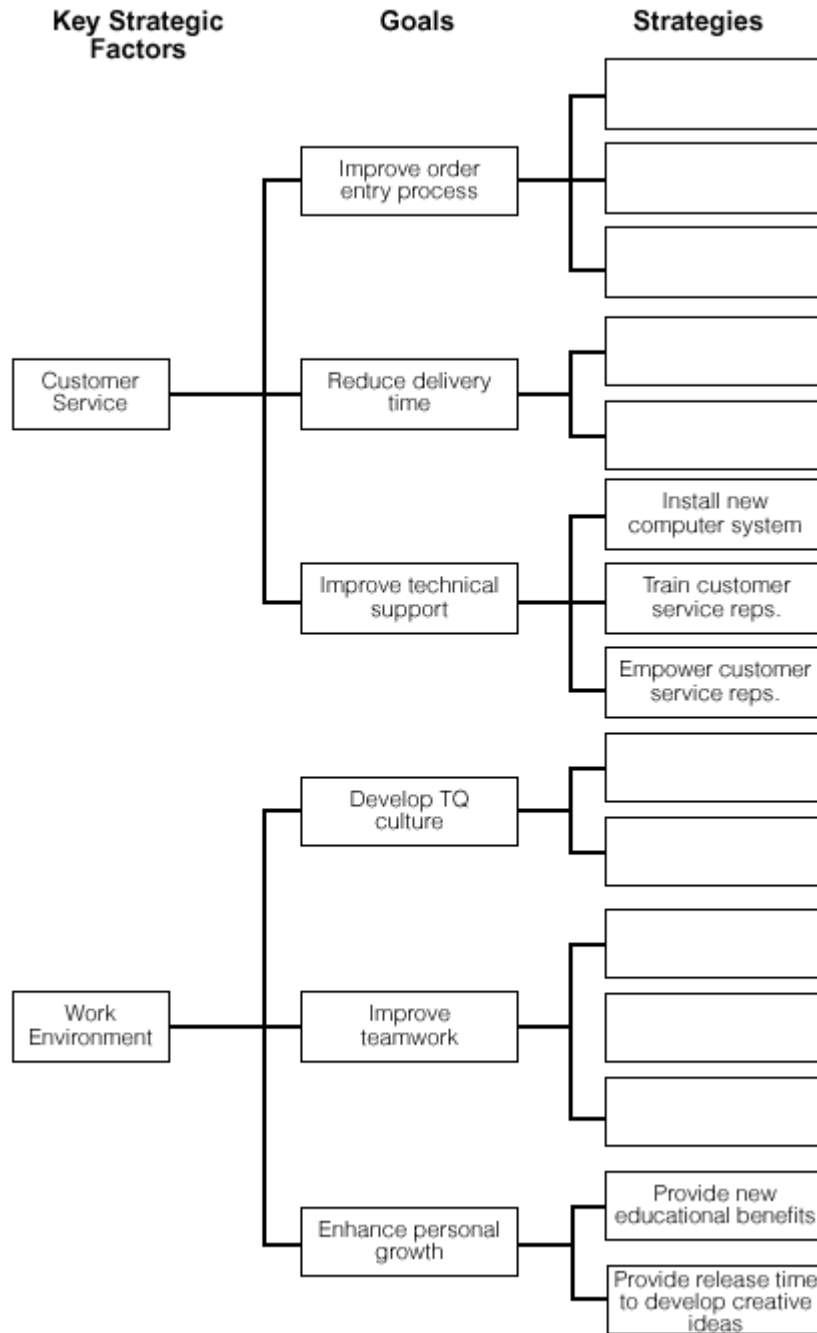 Key Strategic
Factors
Goals
Strategies
Improve order
entry process
Customer
Service
Reduce delivery
time
Improve technical
support
Install new
computer system
Train customer
service reps.
Empower customer
service reps.
Develop TQ
culture
Work
Environment
Improve
teamwork
Enhance personal
growth
Provide new
educational benefits
Provide release time
to develop creative
ideas